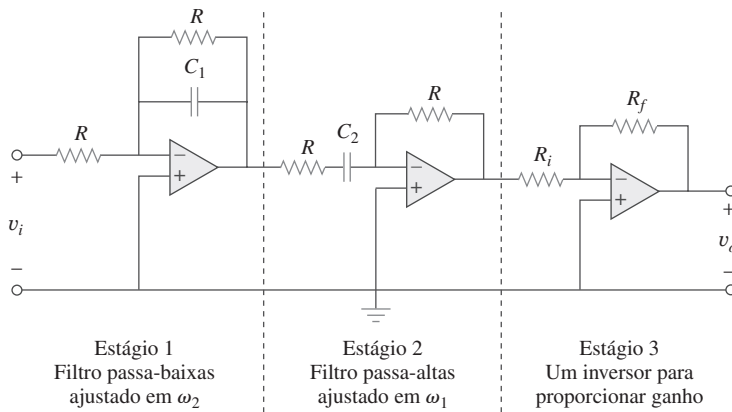 R
C1
R
R
C2
R
Ri
Rf
−
+
−
+
−
+
+
vi
−
+
vo
−
Estágio 1
Filtro passa-baixas
ajustado em ω2
Estágio 2
Filtro passa-altas
ajustado em ω1
Estágio 3
Um inversor para
proporcionar ganho